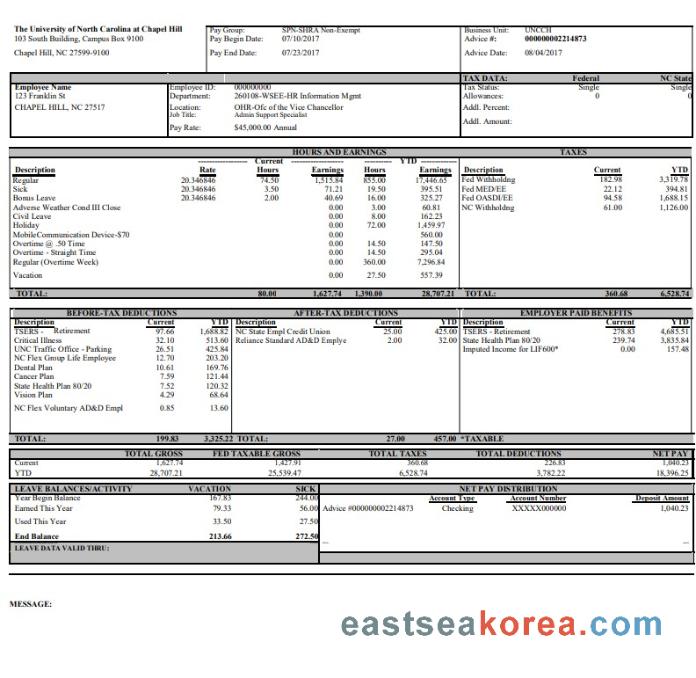 The University of North Carolina at Chapel Hill
103 South Building, Campus Box 9100
Chapel Hill, NC 27599-9100
Pay Group: SPN-SHRA Non-Exempt
Pay Begin Date: 07/10/2017
Pay End Date: 07/23/2017
Business Unit: UNCCH
Advice #: 000000002214873
Advice Date: 08/04/2017
Employee Name
123 Franklin St
CHAPEL HILL, NC 27517
Employee ID: 000000000
Department: 260108-WSEE-HR Information Mgmt
Location: OHR-Ofc of the Vice Chancellor
Job Title: Admin Support Specialist
Pay Rate: $45,000.00 Annual
TAX DATA: Federal NC State
Tax Status: Single Single
Allowances: 0 0
Addl. Percent:
Addl. Amount:
HOURS AND EARNINGS
Current YTD
Description Rate Hours Earnings Hours Earnings
Regular 20.346846 74.50 1,515.84 855.00 17,446.65
Sick 20.346846 3.50 71.21 19.50 395.51
Bonus Leave 20.346846 2.00 40.69 16.00 325.27
Adverse Weather Cond III Close 0.00 3.00 60.81
Civil Leave 0.00 8.00 162.23
Holiday 0.00 72.00 1,459.97
MobileCommunication Device-$70 0.00 560.00
Overtime @ .50 Time 0.00 14.50 147.50
Overtime - Straight Time 0.00 14.50 295.04
Regular (Overtime Week) 0.00 360.00 7,296.84
Vacation 0.00 27.50 557.39
TOTAL: 80.00 1,627.74 1,390.00 28,707.21
TAXES
Description Current YTD
Fed Withholdng 182.98 3,319.78
Fed MED/EE 22.12 394.81
Fed OASDI/EE 94.58 1,688.15
NC Withholdng 61.00 1,126.00
TOTAL: 360.68 6,528.74
BEFORE-TAX DEDUCTIONS
Description Current YTD
TSERS - Retirement 97.66 1,688.82
Critical Illness 32.10 513.60
UNC Traffic Office - Parking 26.51 425.84
NC Flex Group Life Employee 12.70 203.20
Dental Plan 10.61 169.76
Cancer Plan 7.59 121.44
State Health Plan 80/20 7.52 120.32
Vision Plan 4.29 68.64
NC Flex Voluntary AD&D Empl 0.85 13.60
TOTAL: 199.83 3,325.22
AFTER-TAX DEDUCTIONS
Description Current YTD
NC State Empl Credit Union 25.00 425.00
Reliance Standard AD&D Emplye 2.00 32.00
TOTAL: 27.00 457.00
EMPLOYER PAID BENEFITS
Description Current YTD
TSERS - Retirement 278.83 4,685.51
State Health Plan 80/20 239.74 3,835.84
Imputed Income for LIF600* 0.00 157.48
*TAXABLE
TOTAL GROSS FED TAXABLE GROSS TOTAL TAXES TOTAL DEDUCTIONS NET PAY
Current 1,627.74 1,427.91 360.68 226.83 1,040.23
YTD 28,707.21 25,539.47 6,528.74 3,782.22 18,396.25
LEAVE BALANCES/ACTIVITY VACATION SICK
Year Begin Balance 167.83 244.00
Earned This Year 79.33 56.00
Used This Year 33.50 27.50
End Balance 213.66 272.50
LEAVE DATA VALID THRU:
NET PAY DISTRIBUTION
Account Type Account Number Deposit Amount
Advice #000000002214873 Checking XXXXX000000 1,040.23
MESSAGE:
eastseakorea.com